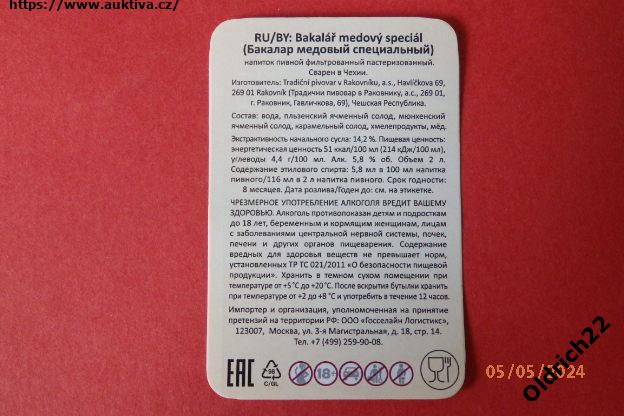 https://www.auktiva.cz/
RU/BY: Bakalář medový speciál
(Бакалар медовый специальный)
напиток пивной фильтрованный пастеризованный.
Сварен в Чехии.
Изготовитель: Tradiční pivovar v Rakovníku, a.s., Havlíčkova 69,
269 01 Rakovník (Традични пивовар в Раковнику, а.с., 269 01,
г. Раковник, Гавличкова, 69), Чешская Республика.
Состав: вода, пльзенский ячменный солод, мюнхенский
ячменный солод, карамельный солод, хмелепродукты, мёд.
Экстрактивность начального сусла: 14,2 %. Пищевая ценность:
энергетическая ценность 51 ккал/100 мл (214 кДж/100 мл),
углеводы 4,4 г/100 мл. Алк. 5,8 % об. Объем 2 л.
Содержание этилового спирта: 5,8 мл в 100 мл напитка
пивного/116 мл в 2 л напитка пивного. Срок годности:
8 месяцев. Дата розлива/Годен до: см. на этикетке.
ЧРЕЗМЕРНОЕ УПОТРЕБЛЕНИЕ АЛКОГОЛЯ ВРЕДИТ ВАШЕМУ
ЗДОРОВЬЮ. Алкоголь противопоказан детям и подросткам
до 18 лет, беременным и кормящим женщинам, лицам
с заболеваниями центральной нервной системы, почек,
печени и других органов пищеварения. Содержание
вредных для здоровья веществ не превышает норм,
установленных ТР ТС 021/2011 «О безопасности пищевой
продукции». Хранить в темном сухом помещении при
температуре от +5 °C до +20°C. После вскрытия бутылки хранить
при температуре от +2 до +8 °C и употребить в течение 12 часов.
Импортер и организация, уполномоченная на принятие
претензий на территории РФ: ООО «Госселайн Логистикс»,
123007, Москва, ул. 3-я Магистральная, д. 18, стр. 14.
Тел. +7 (499) 259-90-08.
EAC
98
C/GL
18+
05/05/2024
Oldrich22